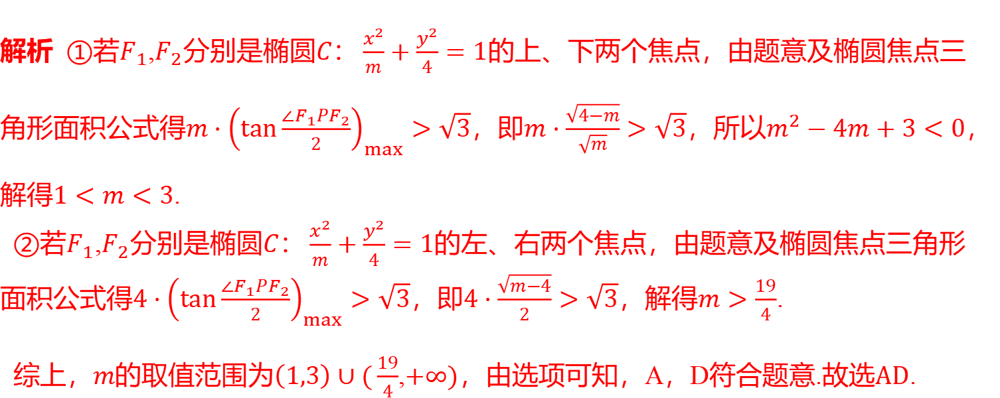 解析 ①若$F_1,F_2$分别是椭圆$C$：$\frac{x^2}{m}+\frac{y^2}{4}=1$的上、下两个焦点，由题意及椭圆焦点三
角形面积公式得$m\cdot\left(\tan\frac{\angle F_1PF_2}{2}\right)_{\max}>\sqrt{3}$，即$m\cdot\frac{\sqrt{4-m}}{\sqrt{m}}>\sqrt{3}$，所以$m^2-4m+3<0$，
解得$1<m<3$.
②若$F_1,F_2$分别是椭圆$C$：$\frac{x^2}{m}+\frac{y^2}{4}=1$的左、右两个焦点，由题意及椭圆焦点三角形
面积公式得$4\cdot\left(\tan\frac{\angle F_1PF_2}{2}\right)_{\max}>\sqrt{3}$，即$4\cdot\frac{\sqrt{m-4}}{2}>\sqrt{3}$，解得$m>\frac{19}{4}$.
综上，$m$的取值范围为$(1,3)\cup(\frac{19}{4},+\infty)$，由选项可知，A，D符合题意.故选AD.